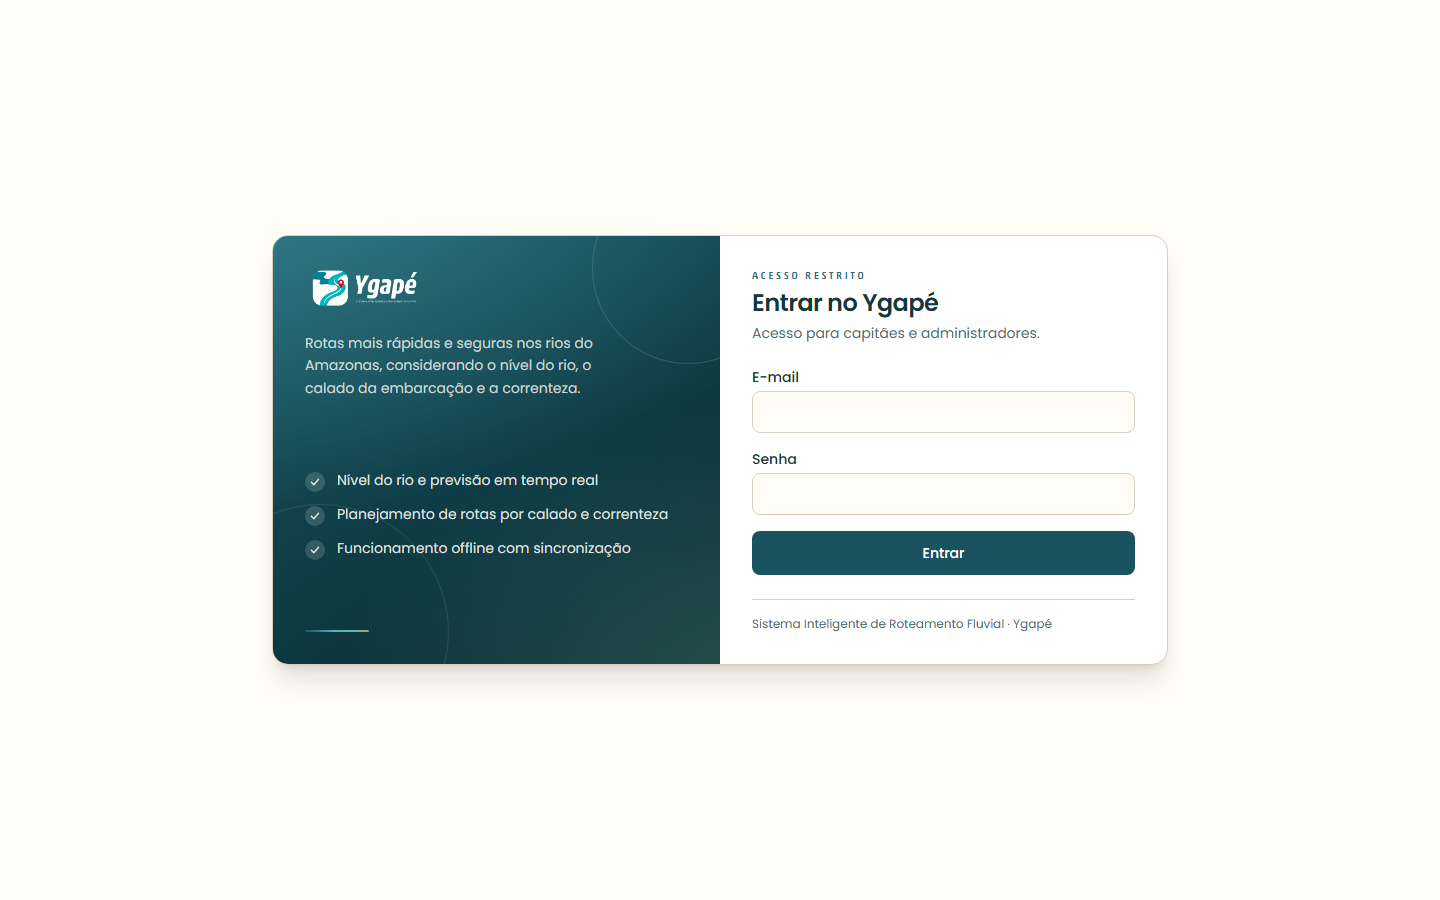 Ygapé
Rotas mais rápidas e seguras nos rios do
Amazonas, considerando o nível do rio, o
calado da embarcação e a correnteza.
Nível do rio e previsão em tempo real
Planejamento de rotas por calado e correnteza
Funcionamento offline com sincronização
ACESSO RESTRITO
Entrar no Ygapé
Acesso para capitães e administradores.
E-mail
Senha
Entrar
Sistema Inteligente de Roteamento Fluvial · Ygapé